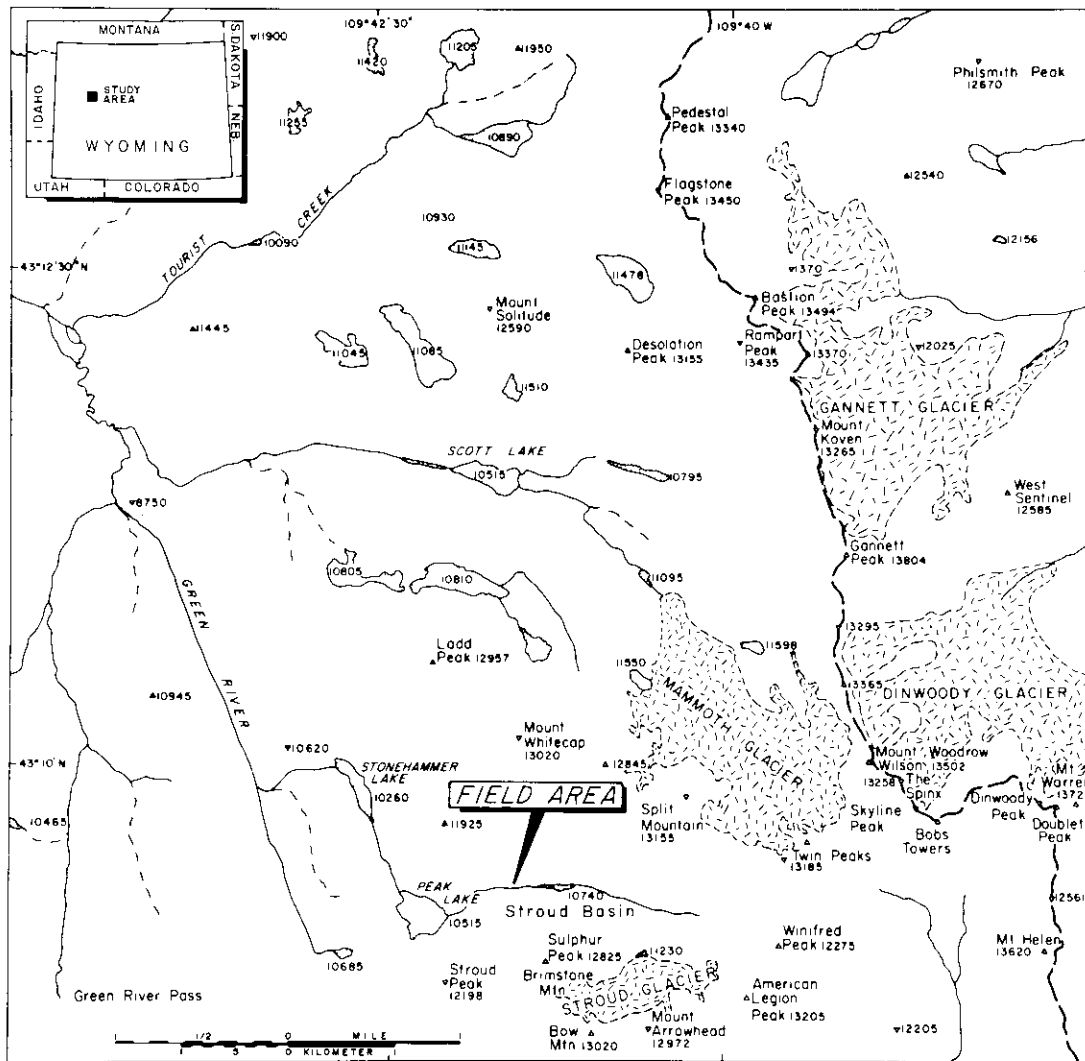 109° 42' 30"
109° 40 W
MONTANA
S. DAKOTA
IDAHO
STUDY
AREA
NEB.
WYOMING
UTAH
COLORADO
11900
11420
11205
11950
11255
10890
Philsmith Peak
12670
Pedestal
Peak 13340
Flagstone
Peak 13450
12540
TOURIST CREEK
10930
10090
11145
12156
43° 12' 30" N
11478
1370
Bastion
Peak 13494
Mount
Solitude
12590
11445
11045
11065
Desolation
Peak 13155
Rampart
Peak
13435
13370
12025
11510
GANNETT GLACIER
Mount
Koven
13265
SCOTT LAKE
10515
10795
8750
West
Sentinel
12585
Gannett
Peak 13804
10805
10810
11095
GREEN RIVER
13295
Ladd
Peak 12957
11598
11550
13365
DINWOODY GLACIER
10945
MAMMOTH GLACIER
Mount
Whitecap
13020
10620
43° 10' N
STONEHAMMER
LAKE
10260
12845
Mount Woodrow
Wilson 13502
13258
The
Spinx
Mt
Warren
1372
FIELD AREA
Split
Mountain
13155
Skyline
Peak
Dinwoody
Peak
Doublet
Peak
Bobs
Towers
10465
11925
Twin Peaks
13185
PEAK
LAKE
10515
10740
Stroud Basin
12561
Winifred
Peak 12275
Mt Helen
13620
Sulphur
Peak 12825
11230
10685
Stroud
Peak
12198
Brimstone
Mtn
STROUD GLACIER
American
Legion
Peak 13205
Green River Pass
Bow
Mtn 13020
Mount
Arrowhead
12972
12205
1/2 0 MILE 1
1 .5 0 KILOMETER 1